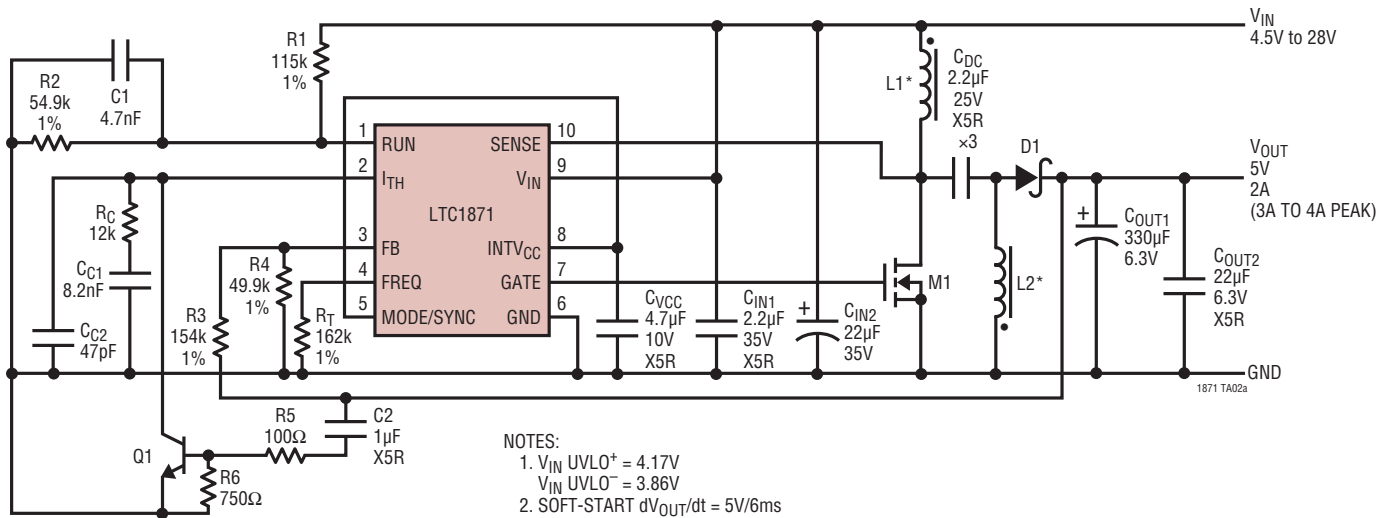 R1
115k
1%
R2
54.9k
1%
C1
4.7nF
RC
12k
CC1
8.2nF
CC2
47pF
R3
154k
1%
R4
49.9k
1%
RT
162k
1%
1
RUN
2
ITH
3
FB
4
FREQ
5
MODE/SYNC
LTC1871
10
SENSE
9
VIN
8
INTVCC
7
GATE
6
GND
CVCC
4.7µF
10V
X5R
CIN1
2.2µF
35V
X5R
CIN2
22µF
35V
+
L1*
CDC
2.2µF
25V
X5R
×3
D1
M1
L2*
VIN
4.5V to 28V
VOUT
5V
2A
(3A TO 4A PEAK)
+
COUT1
330µF
6.3V
COUT2
22µF
6.3V
X5R
GND
1871 TA02a
Q1
R5
100Ω
R6
750Ω
C2
1µF
X5R
NOTES:
1. VIN UVLO+ = 4.17V
VIN UVLO– = 3.86V
2. SOFT-START dVOUT/dt = 5V/6ms